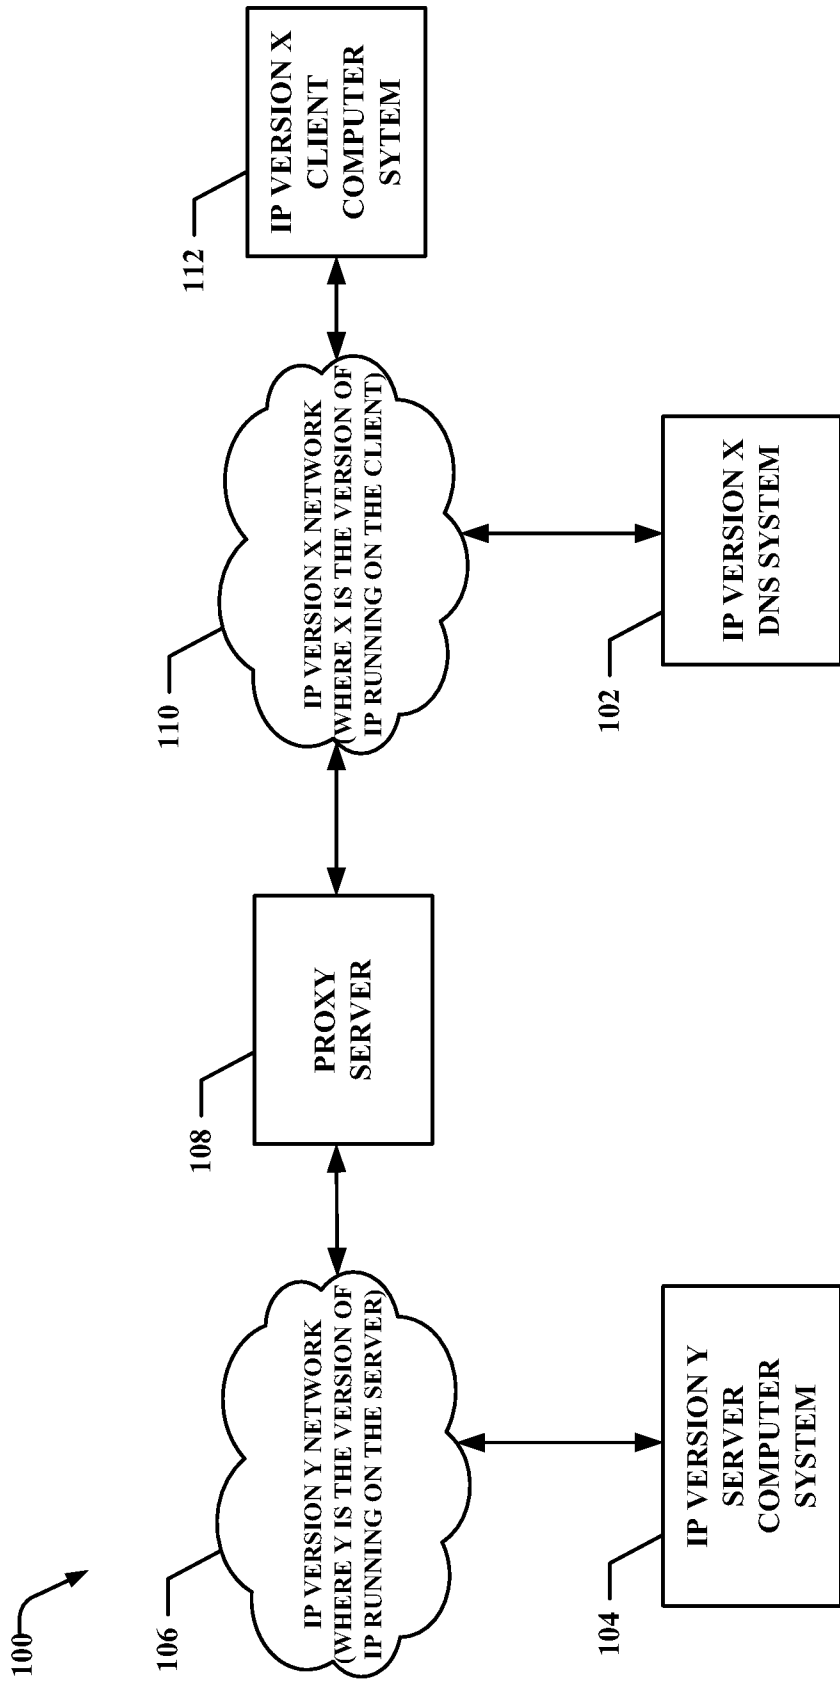 100
106
IP VERSION Y NETWORK
(WHERE Y IS THE VERSION OF
IP RUNNING ON THE SERVER)
104
IP VERSION Y
SERVER
COMPUTER
SYSTEM
108
PROXY
SERVER
110
IP VERSION X NETWORK
(WHERE X IS THE VERSION OF
IP RUNNING ON THE CLIENT)
102
IP VERSION X
DNS SYSTEM
112
IP VERSION X
CLIENT
COMPUTER
SYTEM